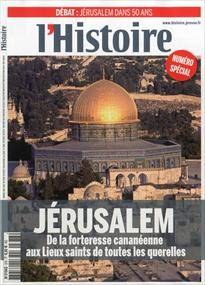 DÉBAT : JÉRUSALEM DANS 50 ANS
www.histoire.presse.fr
l'Histoire
l'Histoire
NUMÉRO
SPÉCIAL
JÉRUSALEM
De la forteresse cananéenne
aux Lieux saints de toutes les querelles